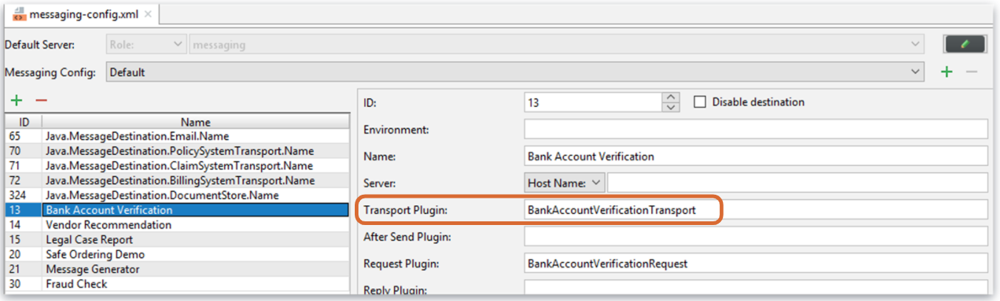 messaging-config.xml
Default Server: Role: messaging
Messaging Config: Default
ID Name
65 Java.MessageDestination.Email.Name
70 Java.MessageDestination.PolicySystemTransport.Name
71 Java.MessageDestination.ClaimSystemTransport.Name
72 Java.MessageDestination.BillingSystemTransport.Name
324 Java.MessageDestination.DocumentStore.Name
13 Bank Account Verification
14 Vendor Recommendation
15 Legal Case Report
20 Safe Ordering Demo
21 Message Generator
30 Fraud Check
ID: 13 Disable destination
Environment:
Name: Bank Account Verification
Server: Host Name:
Transport Plugin: BankAccountVerificationTransport
After Send Plugin:
Request Plugin: BankAccountVerificationRequest
Reply Plugin: